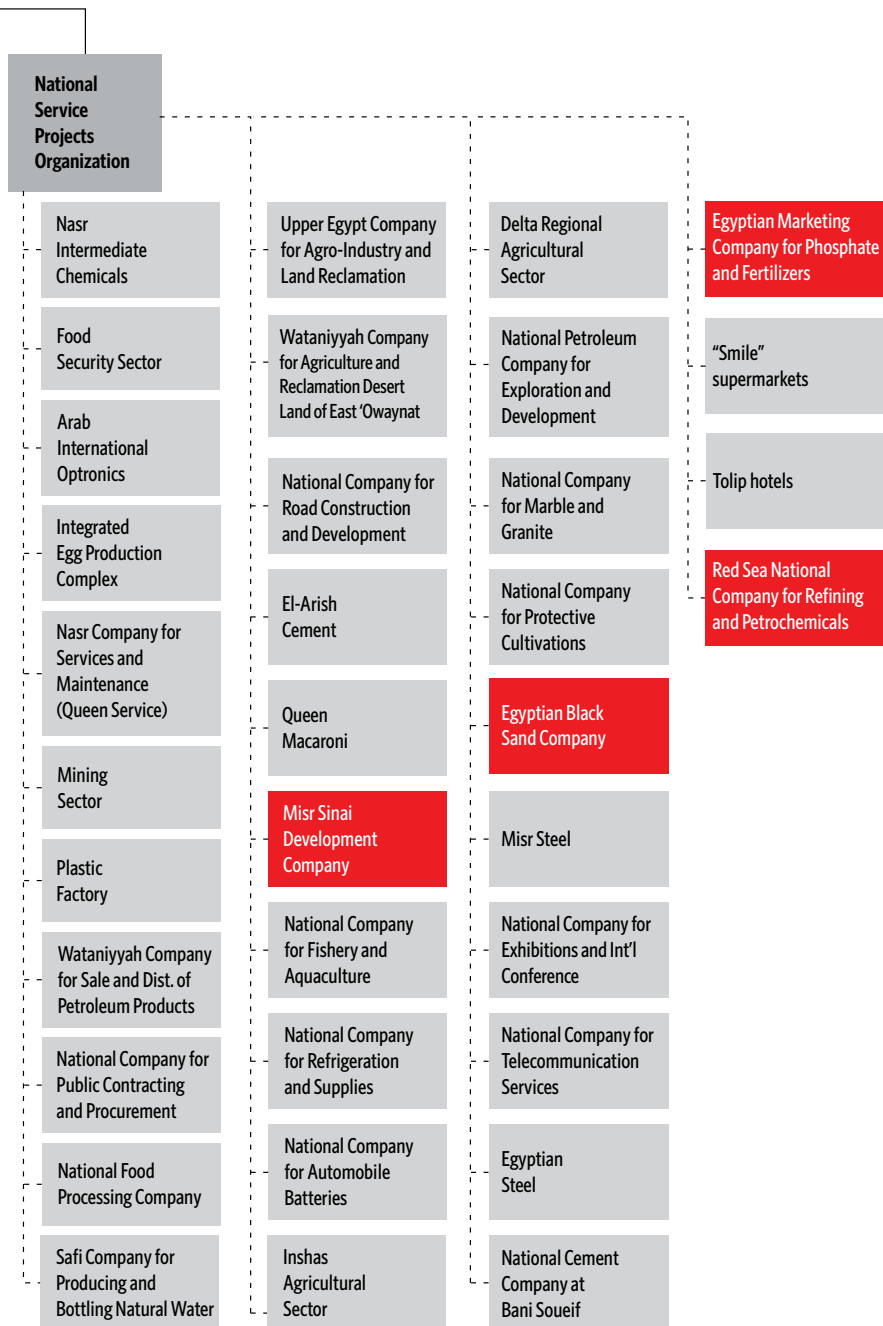 National
Service
Projects
Organization
Nasr
Intermediate
Chemicals
Food
Security Sector
Arab
International
Optronics
Integrated
Egg Production
Complex
Nasr Company for
Services and
Maintenance
(Queen Service)
Mining
Sector
Plastic
Factory
Wataniyyah Company
for Sale and Dist. of
Petroleum Products
National Company for
Public Contracting
and Procurement
National Food
Processing Company
Safi Company for
Producing and
Bottling Natural Water
Upper Egypt Company
for Agro-Industry and
Land Reclamation
Wataniyyah Company
for Agriculture and
Reclamation Desert
Land of East ‘Owaynat
National Company for
Road Construction
and Development
El-Arish
Cement
Queen
Macaroni
Misr Sinai
Development
Company
National Company
for Fishery and
Aquaculture
National Company
for Refrigeration
and Supplies
National Company
for Automobile
Batteries
Inshas
Agricultural
Sector
Delta Regional
Agricultural
Sector
National Petroleum
Company for
Exploration and
Development
National Company
for Marble and
Granite
National Company
for Protective
Cultivations
Egyptian Black
Sand Company
Misr Steel
National Company for
Exhibitions and Int’l
Conference
National Company for
Telecommunication
Services
Egyptian
Steel
National Cement
Company at
Bani Soueif
Egyptian Marketing
Company for Phosphate
and Fertilizers
“Smile”
supermarkets
Tolip hotels
Red Sea National
Company for Refining
and Petrochemicals